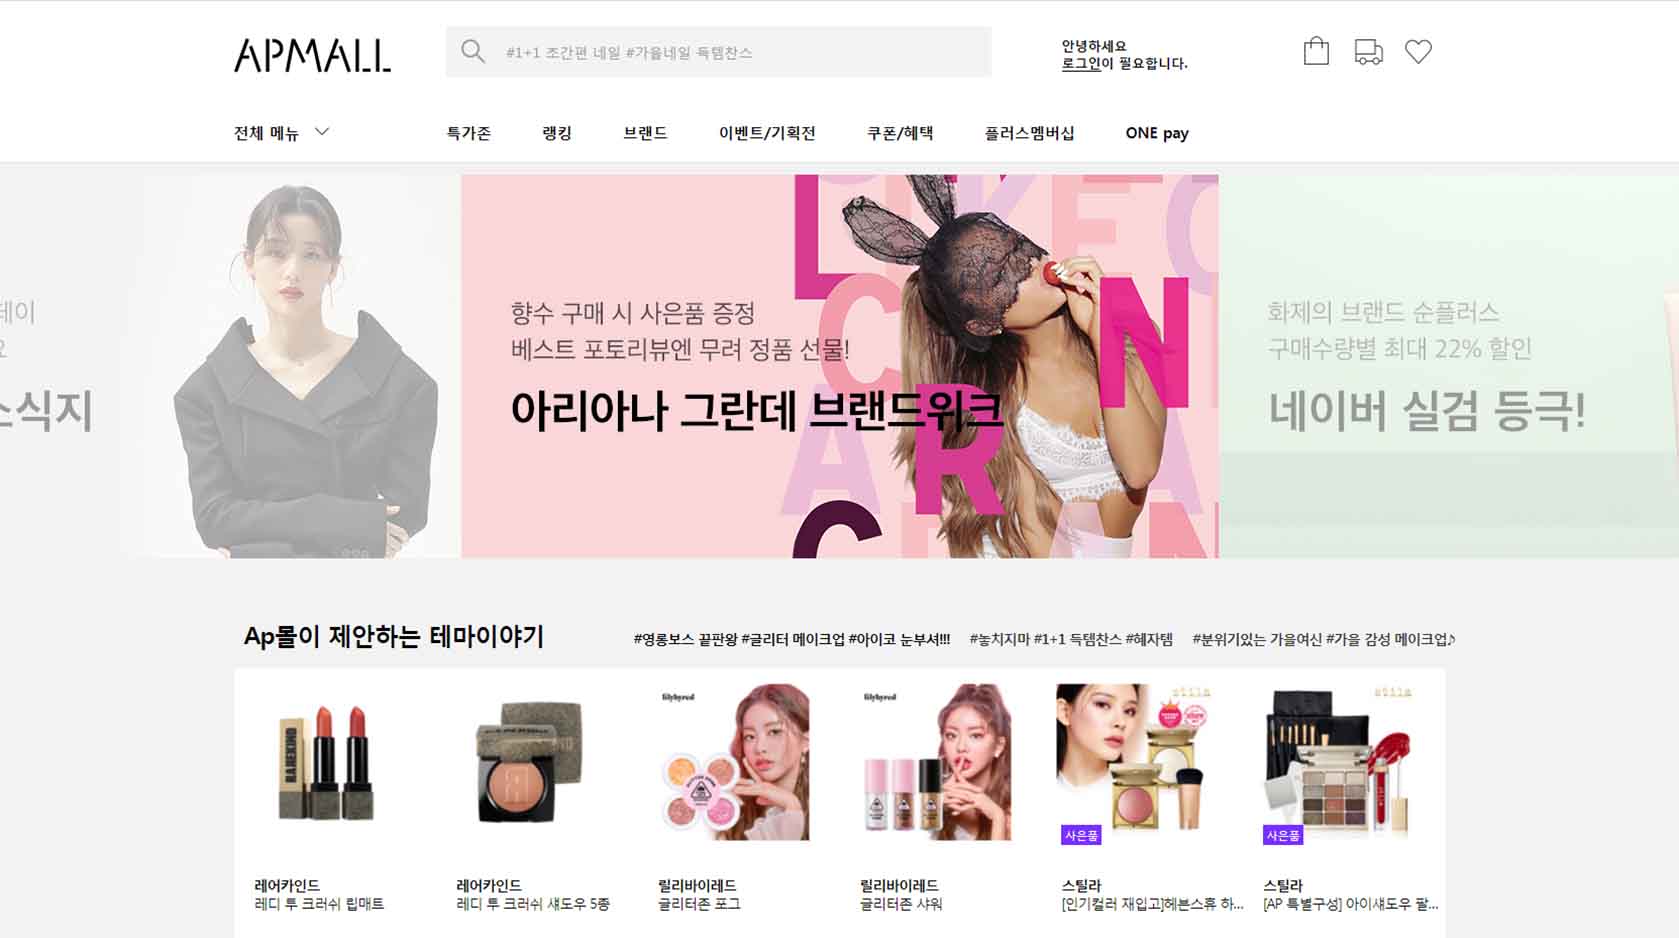 APMALL
#1+1 조간편 네일 #가을네일 득템찬스
안녕하세요
로그인이 필요합니다.
전체 메뉴
특가존
랭킹
브랜드
이벤트/기획전
쿠폰/혜택
플러스멤버십
ONE pay
데이
소식지
향수 구매 시 사은품 증정
베스트 포토리뷰엔 무려 정품 선물!
아리아나 그란데 브랜드위크
화제의 브랜드 순플러스
구매수량별 최대 22% 할인
네이버 실검 등극!
Ap몰이 제안하는 테마이야기
#영롱보스 끝판왕 #글리터 메이크업 #아이코 눈부셔!!!
#놓치지마 #1+1 득템찬스 #혜자템
#분위기있는 가을여신 #가을 감성 메이크업♪
RAREKIND
lilybyred
lilybyred
stila
stila
사은품
사은품
레어카인드
레디 투 크러쉬 립매트
레어카인드
레디 투 크러쉬 섀도우 5종
릴리바이레드
글리터존 포그
릴리바이레드
글리터존 샤워
스틸라
[인기컬러 재입고]헤븐스휴 하...
스틸라
[AP 특별구성] 아이섀도우 팔...